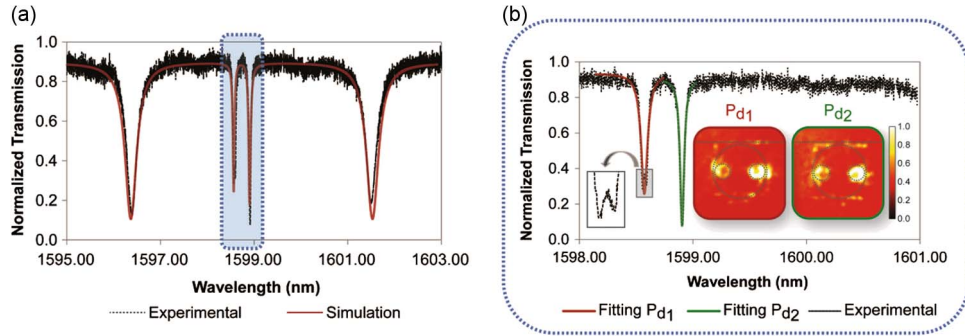 (a)
Normalized Transmission
1.0
0.8
0.6
0.4
0.2
0.0
1595.00 1597.00 1599.00 1601.00 1603.00
Wavelength (nm)
Experimental Simulation
(b)
Normalized Transmission
1.0
0.8
0.6
0.4
0.2
0.0
Pd1 Pd2
1.0
0.8
0.6
0.4
0.2
0.0
1598.00 1599.00 1600.00 1601.00
Wavelength (nm)
Fitting Pd1 Fitting Pd2 Experimental